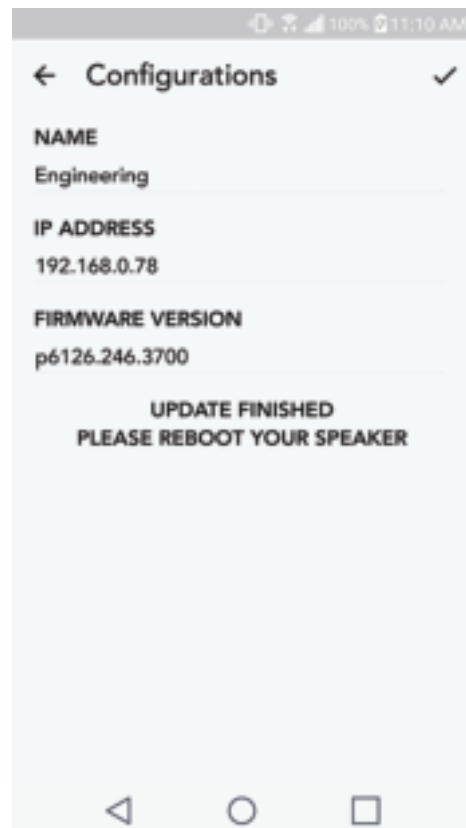 100% 11:10 AM
Configurations
NAME
Engineering
IP ADDRESS
192.168.0.78
FIRMWARE VERSION
p6126.246.3700
UPDATE FINISHED
PLEASE REBOOT YOUR SPEAKER